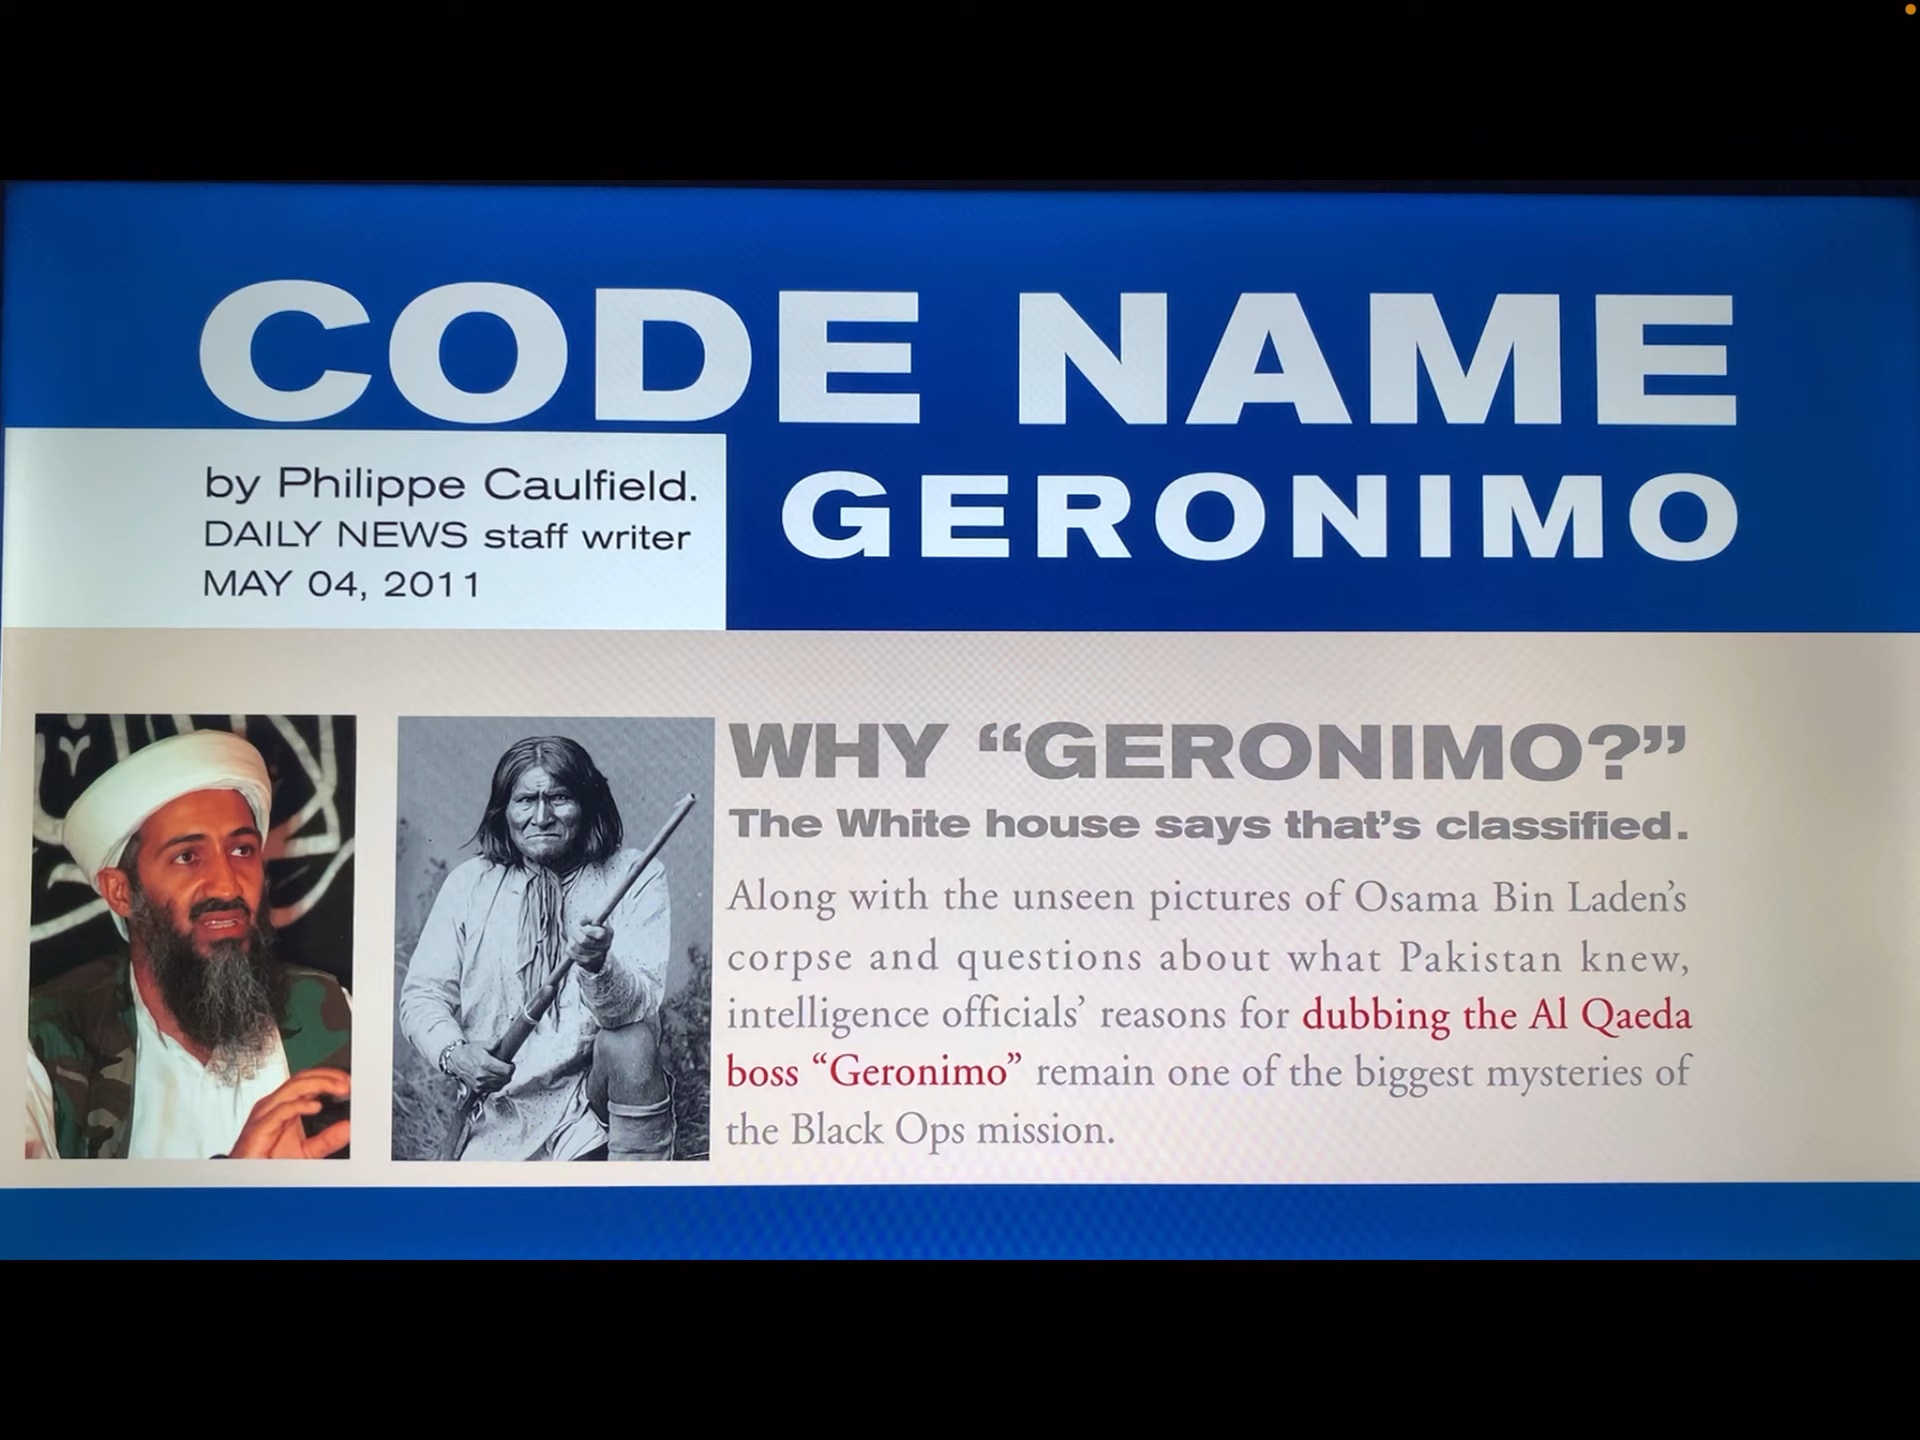 CODE NAME
GERONIMO
by Philippe Caulfield.
DAILY NEWS staff writer
MAY 04, 2011
WHY “GERONIMO?”
The White house says that’s classified.
Along with the unseen pictures of Osama Bin Laden’s
corpse and questions about what Pakistan knew,
intelligence officials’ reasons for dubbing the Al Qaeda
boss “Geronimo” remain one of the biggest mysteries of
the Black Ops mission.